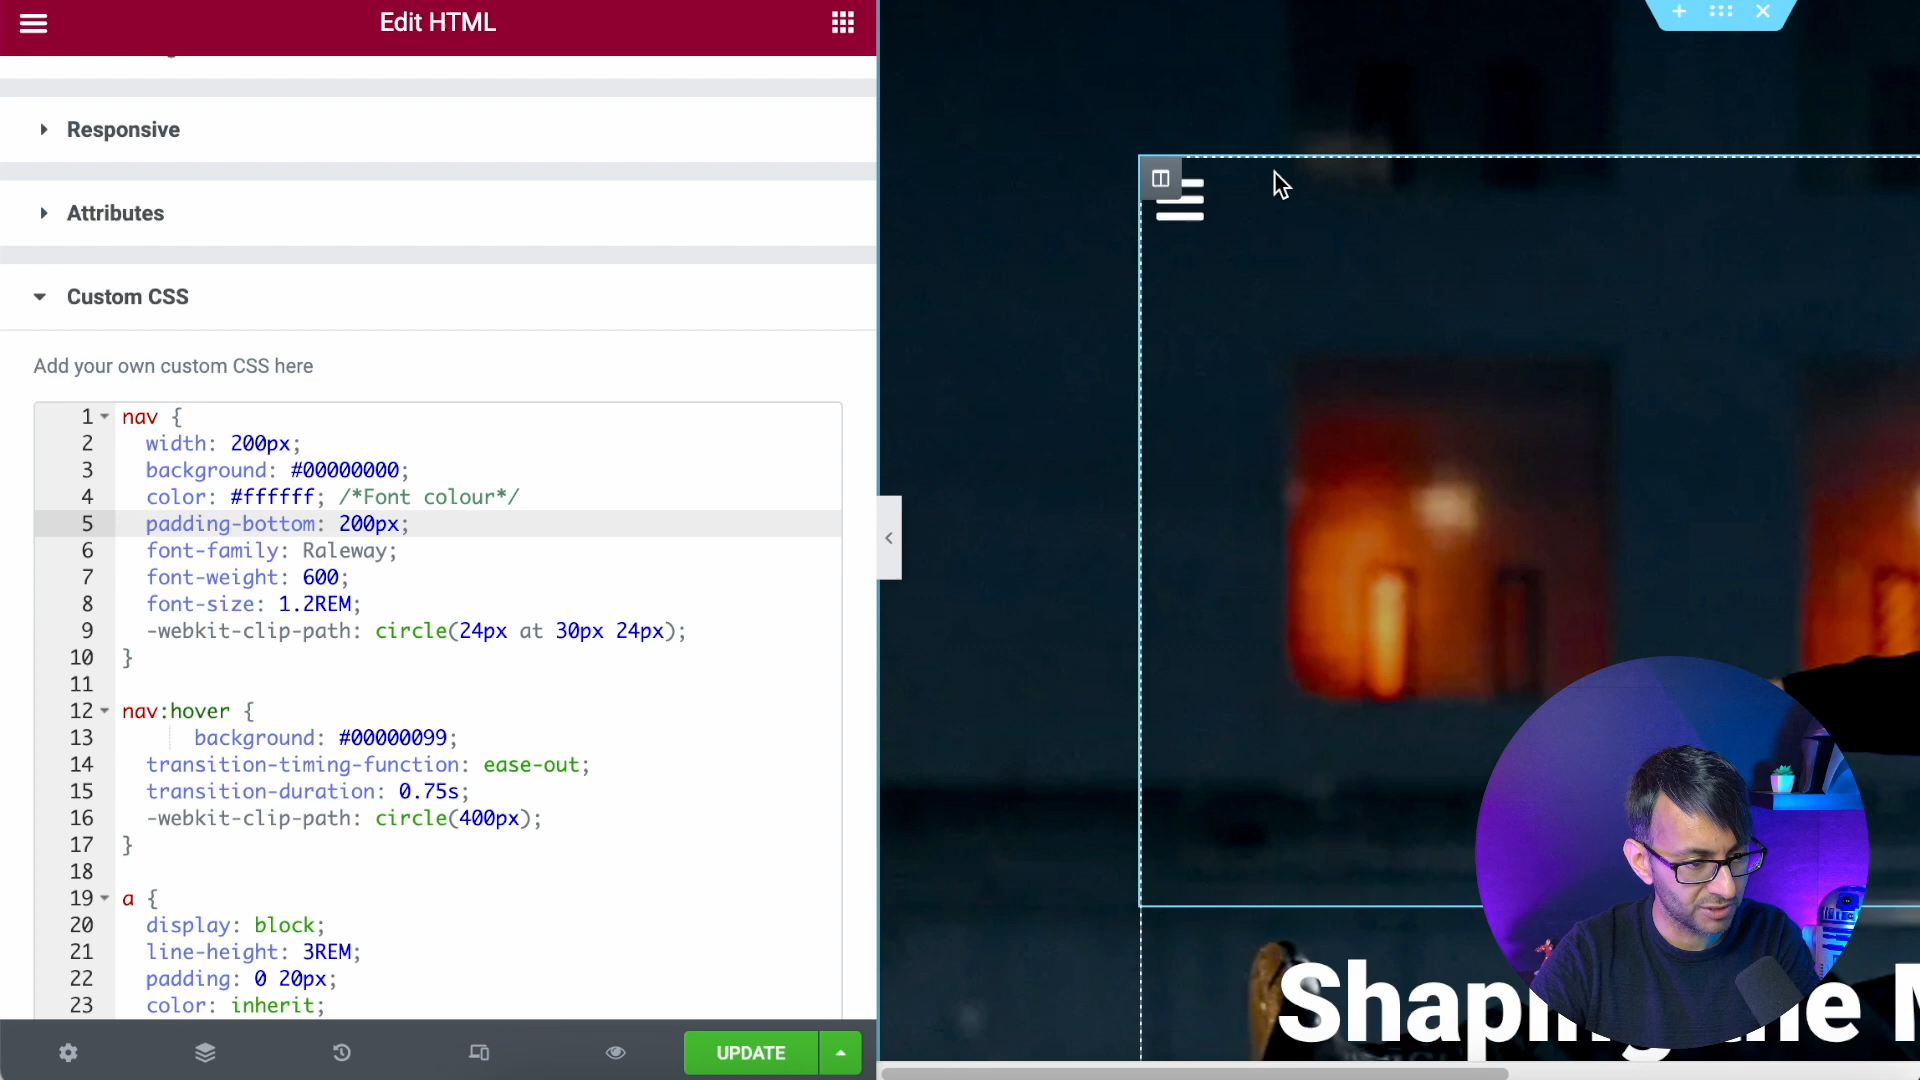 Edit HTML
Responsive
Attributes
Custom CSS
Add your own custom CSS here
1 nav {
2 width: 200px;
3 background: #00000000;
4 color: #ffffff; /*Font colour*/
5 padding-bottom: 200px;
6 font-family: Raleway;
7 font-weight: 600;
8 font-size: 1.2REM;
9 -webkit-clip-path: circle(24px at 30px 24px);
10 }
11
12 nav:hover {
13 background: #00000099;
14 transition-timing-function: ease-out;
15 transition-duration: 0.75s;
16 -webkit-clip-path: circle(400px);
17 }
18
19 a {
20 display: block;
21 line-height: 3REM;
22 padding: 0 20px;
23 color: inherit;
UPDATE